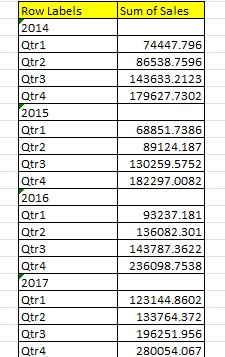 Row Labels Sum of Sales
2014
Qtr1 74447.796
Qtr2 86538.7596
Qtr3 143633.2123
Qtr4 179627.7302
2015
Qtr1 68851.7386
Qtr2 89124.187
Qtr3 130259.5752
Qtr4 182297.0082
2016
Qtr1 93237.181
Qtr2 136082.301
Qtr3 143787.3622
Qtr4 236098.7538
2017
Qtr1 123144.8602
Qtr2 133764.372
Qtr3 196251.956
Qtr4 280054.067